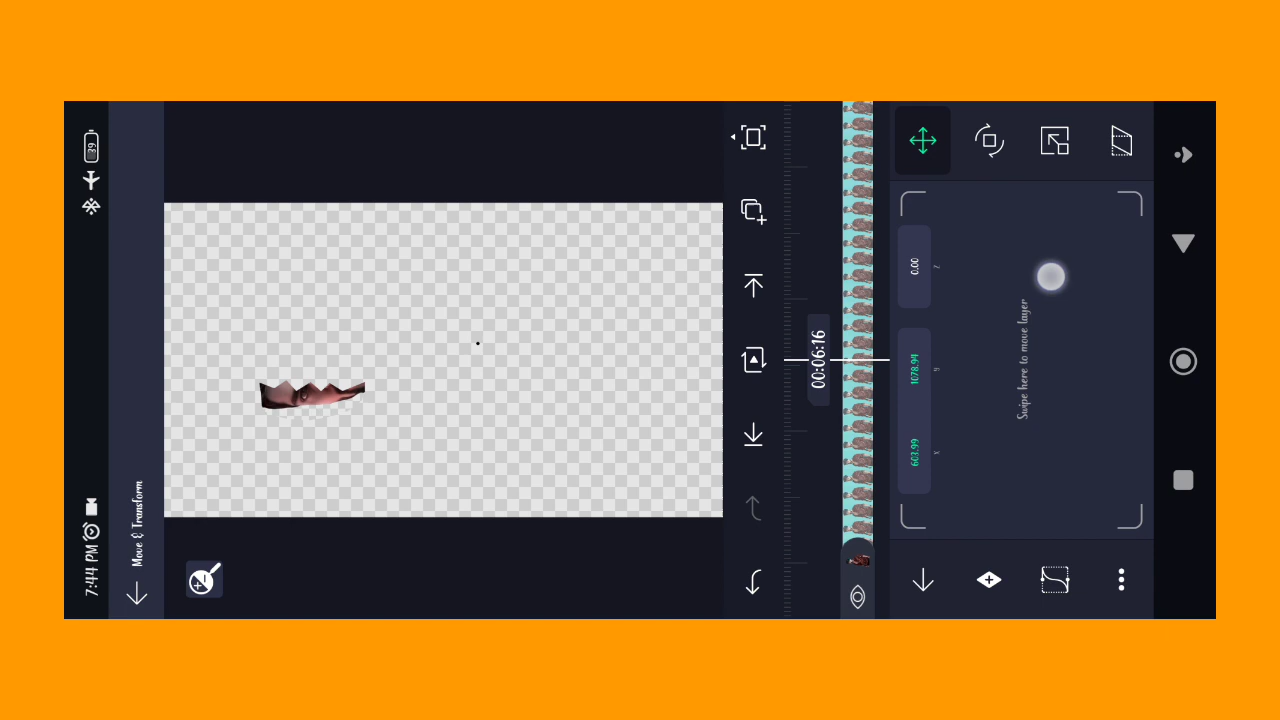 7:44 PM
39
Move & Transform
00:06:16
603.99
1078.94
0.00
X
y
Z
Swipe here to move layer